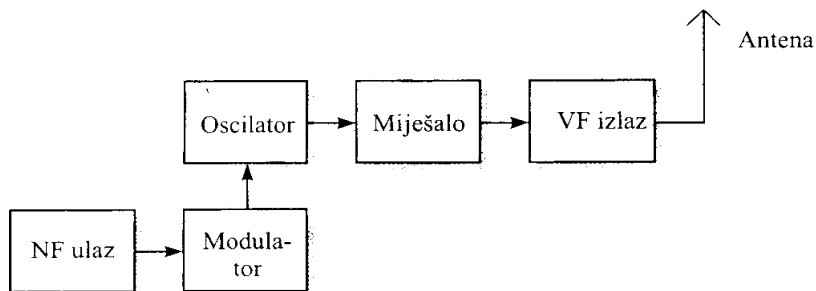 Antena
Oscilator
Miješalo
VF izlaz
NF ulaz
Modula-
tor